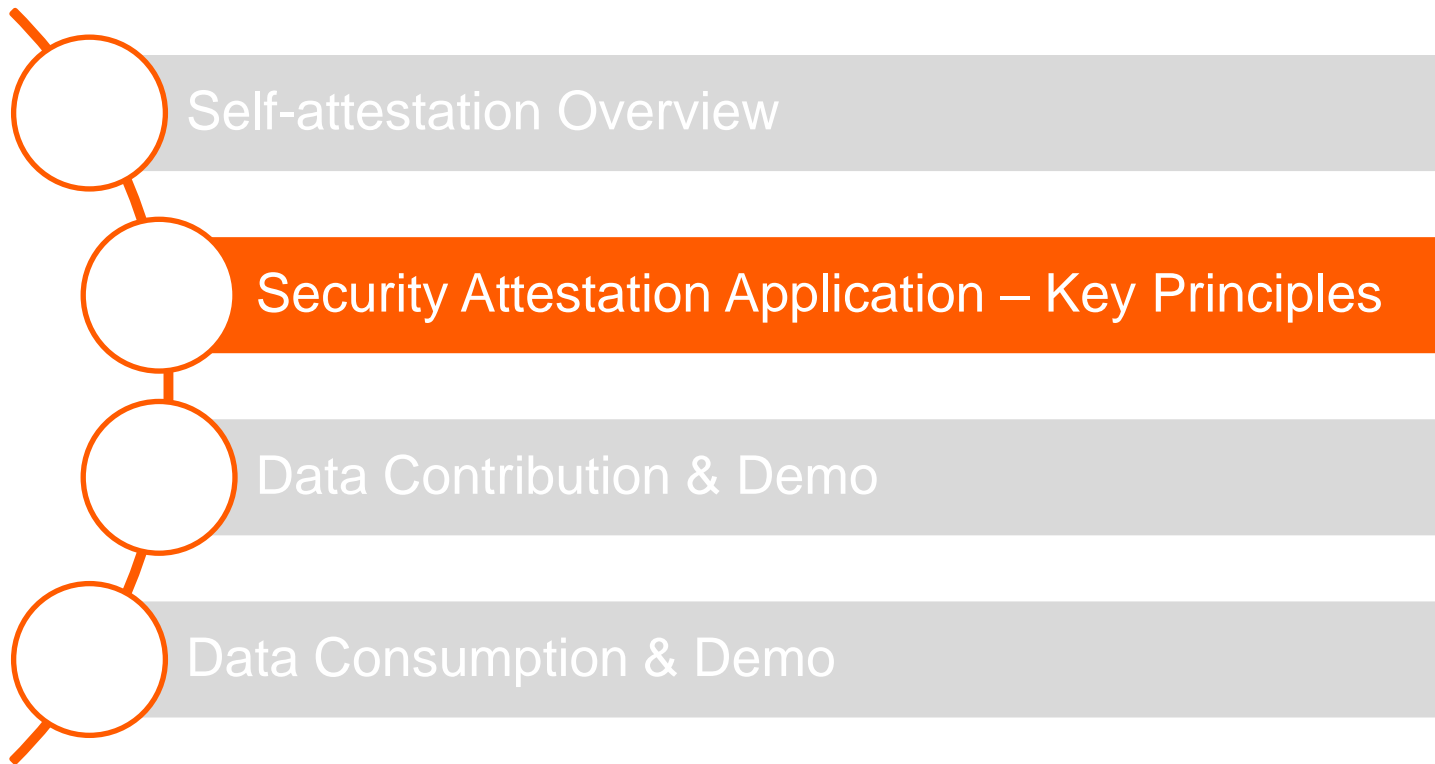 Self-attestation Overview
Security Attestation Application – Key Principles
Data Contribution & Demo
Data Consumption & Demo